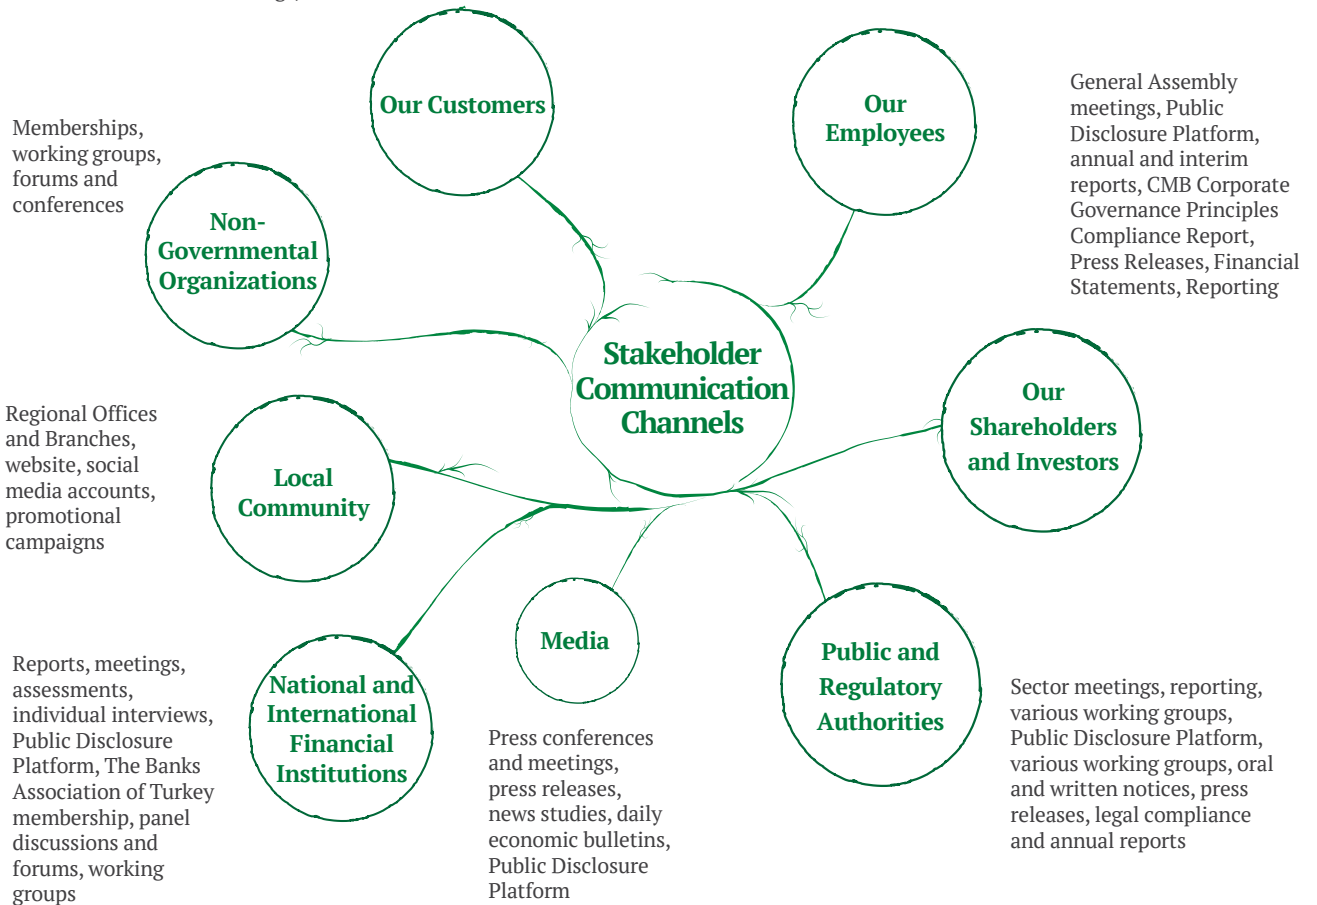 Our Customers
Our
Employees
General Assembly
meetings, Public
Disclosure Platform,
annual and interim
reports, CMB Corporate
Governance Principles
Compliance Report,
Press Releases, Financial
Statements, Reporting
Memberships,
working groups,
forums and
conferences
Non-
Governmental
Organizations
Stakeholder
Communication
Channels
Our
Shareholders
and Investors
Regional Offices
and Branches,
website, social
media accounts,
promotional
campaigns
Local
Community
Reports, meetings,
assessments,
individual interviews,
Public Disclosure
Platform, The Banks
Association of Turkey
membership, panel
discussions and
forums, working
groups
National and
International
Financial
Institutions
Media
Press conferences
and meetings,
press releases,
news studies, daily
economic bulletins,
Public Disclosure
Platform
Public and
Regulatory
Authorities
Sector meetings, reporting,
various working groups,
Public Disclosure Platform,
various working groups, oral
and written notices, press
releases, legal compliance
and annual reports